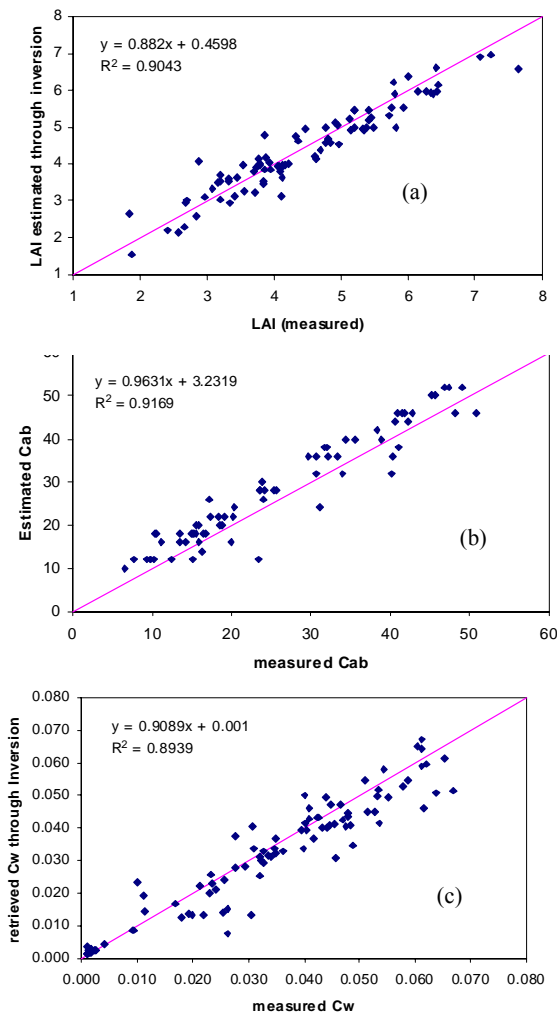 8
7
6
5
4
3
2
1
LAI estimated through inversion
y = 0.882x + 0.4598
R² = 0.9043
(a)
1 2 3 4 5 6 7 8
LAI (measured)
50
40
30
20
10
0
Estimated Cab
y = 0.9631x + 3.2319
R² = 0.9169
(b)
0 10 20 30 40 50 60
measured Cab
0.080
0.070
0.060
0.050
0.040
0.030
0.020
0.010
0.000
retrieved Cw through Inversion
y = 0.9089x + 0.001
R² = 0.8939
(c)
0.000 0.010 0.020 0.030 0.040 0.050 0.060 0.070 0.080
measured Cw